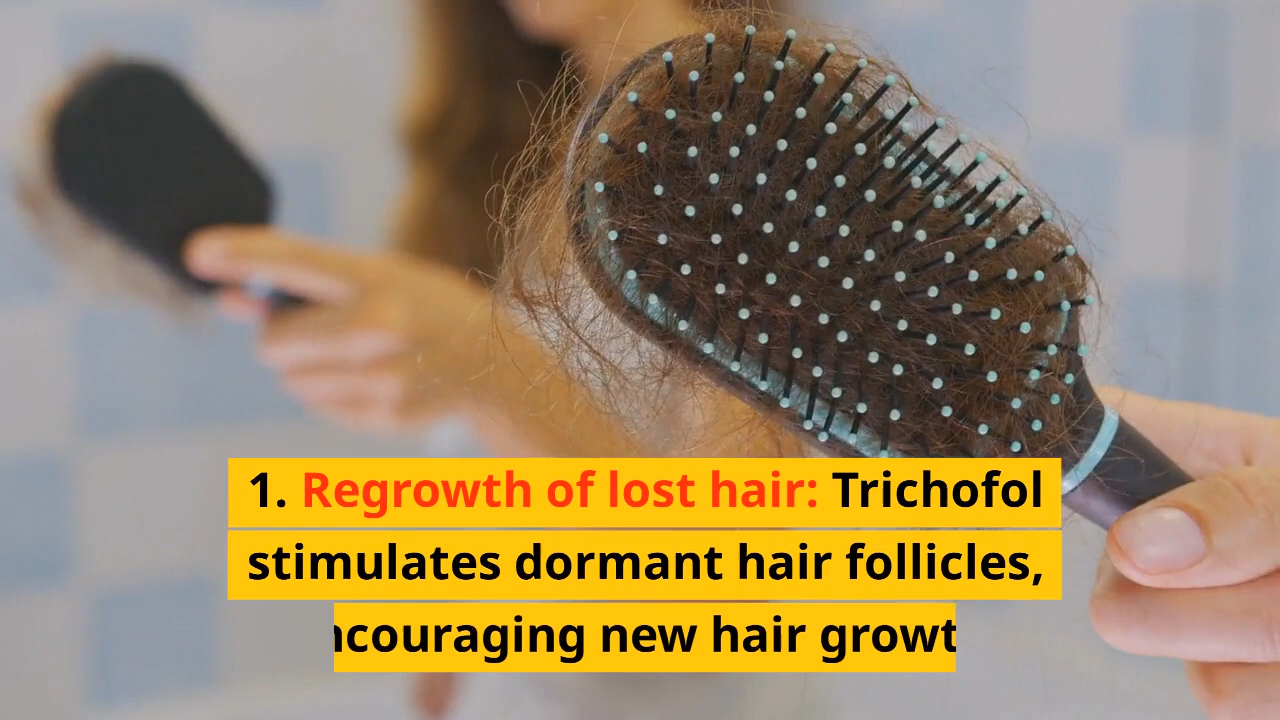 1. Regrowth of lost hair: Trichofol
stimulates dormant hair follicles,
ncouraging new hair growt